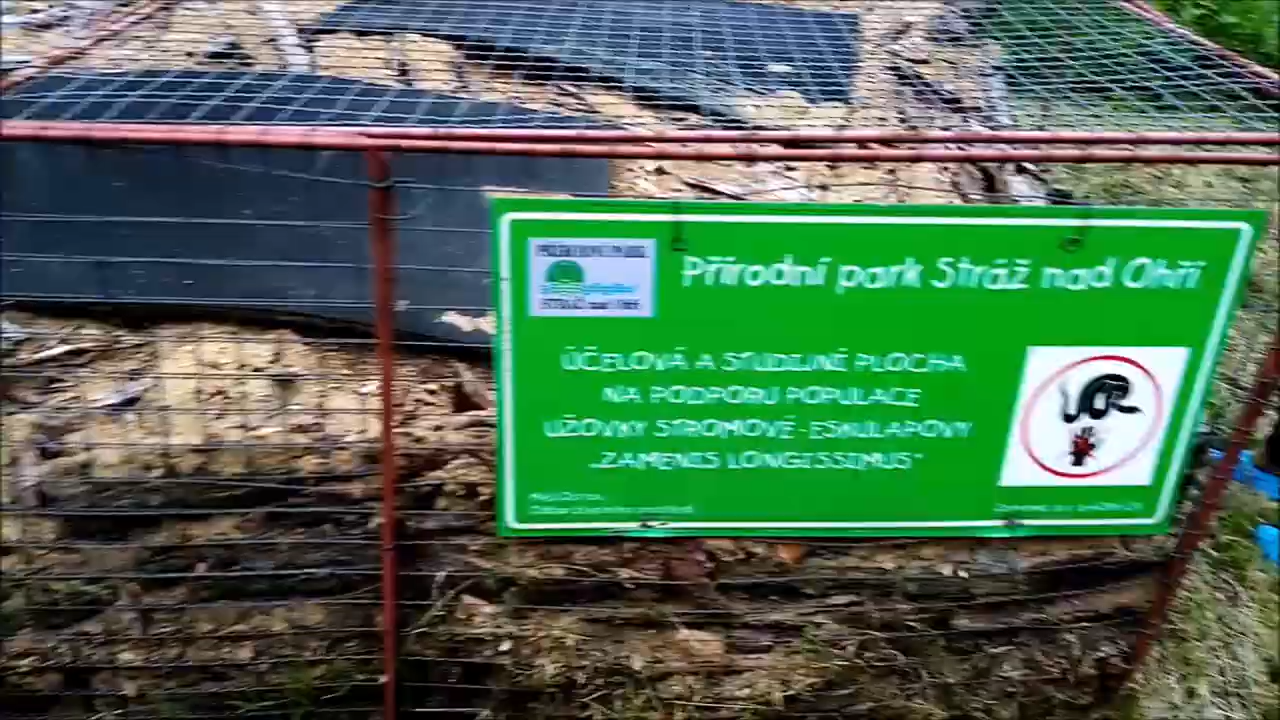 Přírodní park Stráž nad Ohří
ÚČELOVÁ A STUDIJNÍ PLOCHA
NA PODPORU POPULACE
UŽOVKY STROMOVÉ-ESKULAPOVY
„ZAMENIS LONGISSIMUS“